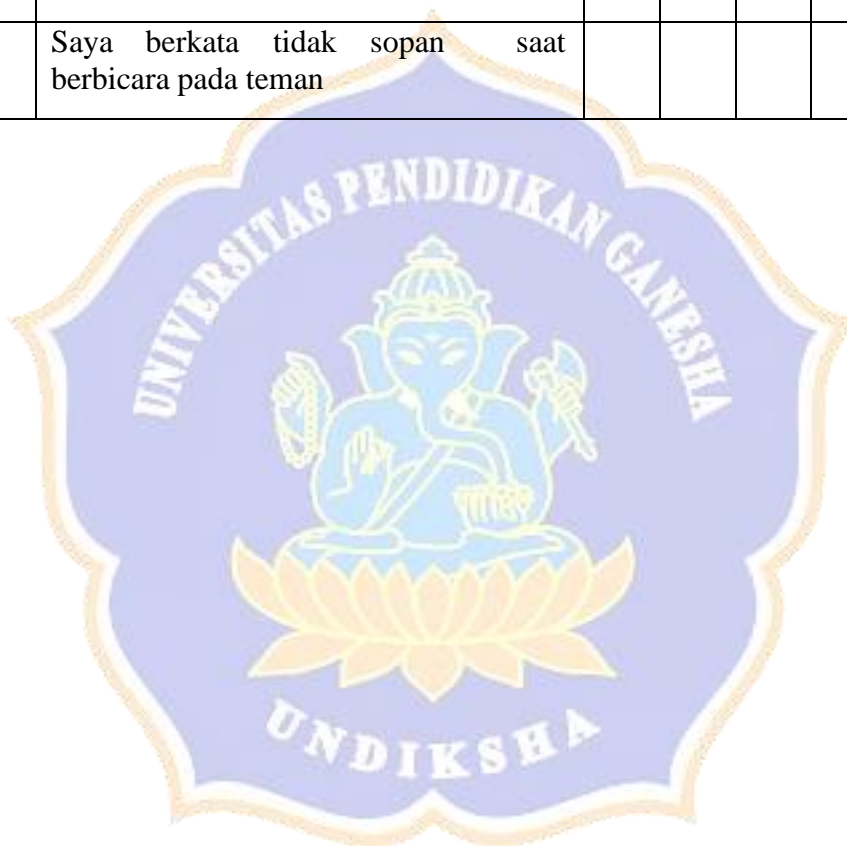 Saya berkata tidak sopan saat
berbicara pada teman
UNIVERSITAS PENDIDIKAN GANESHA
UNDIKSHA